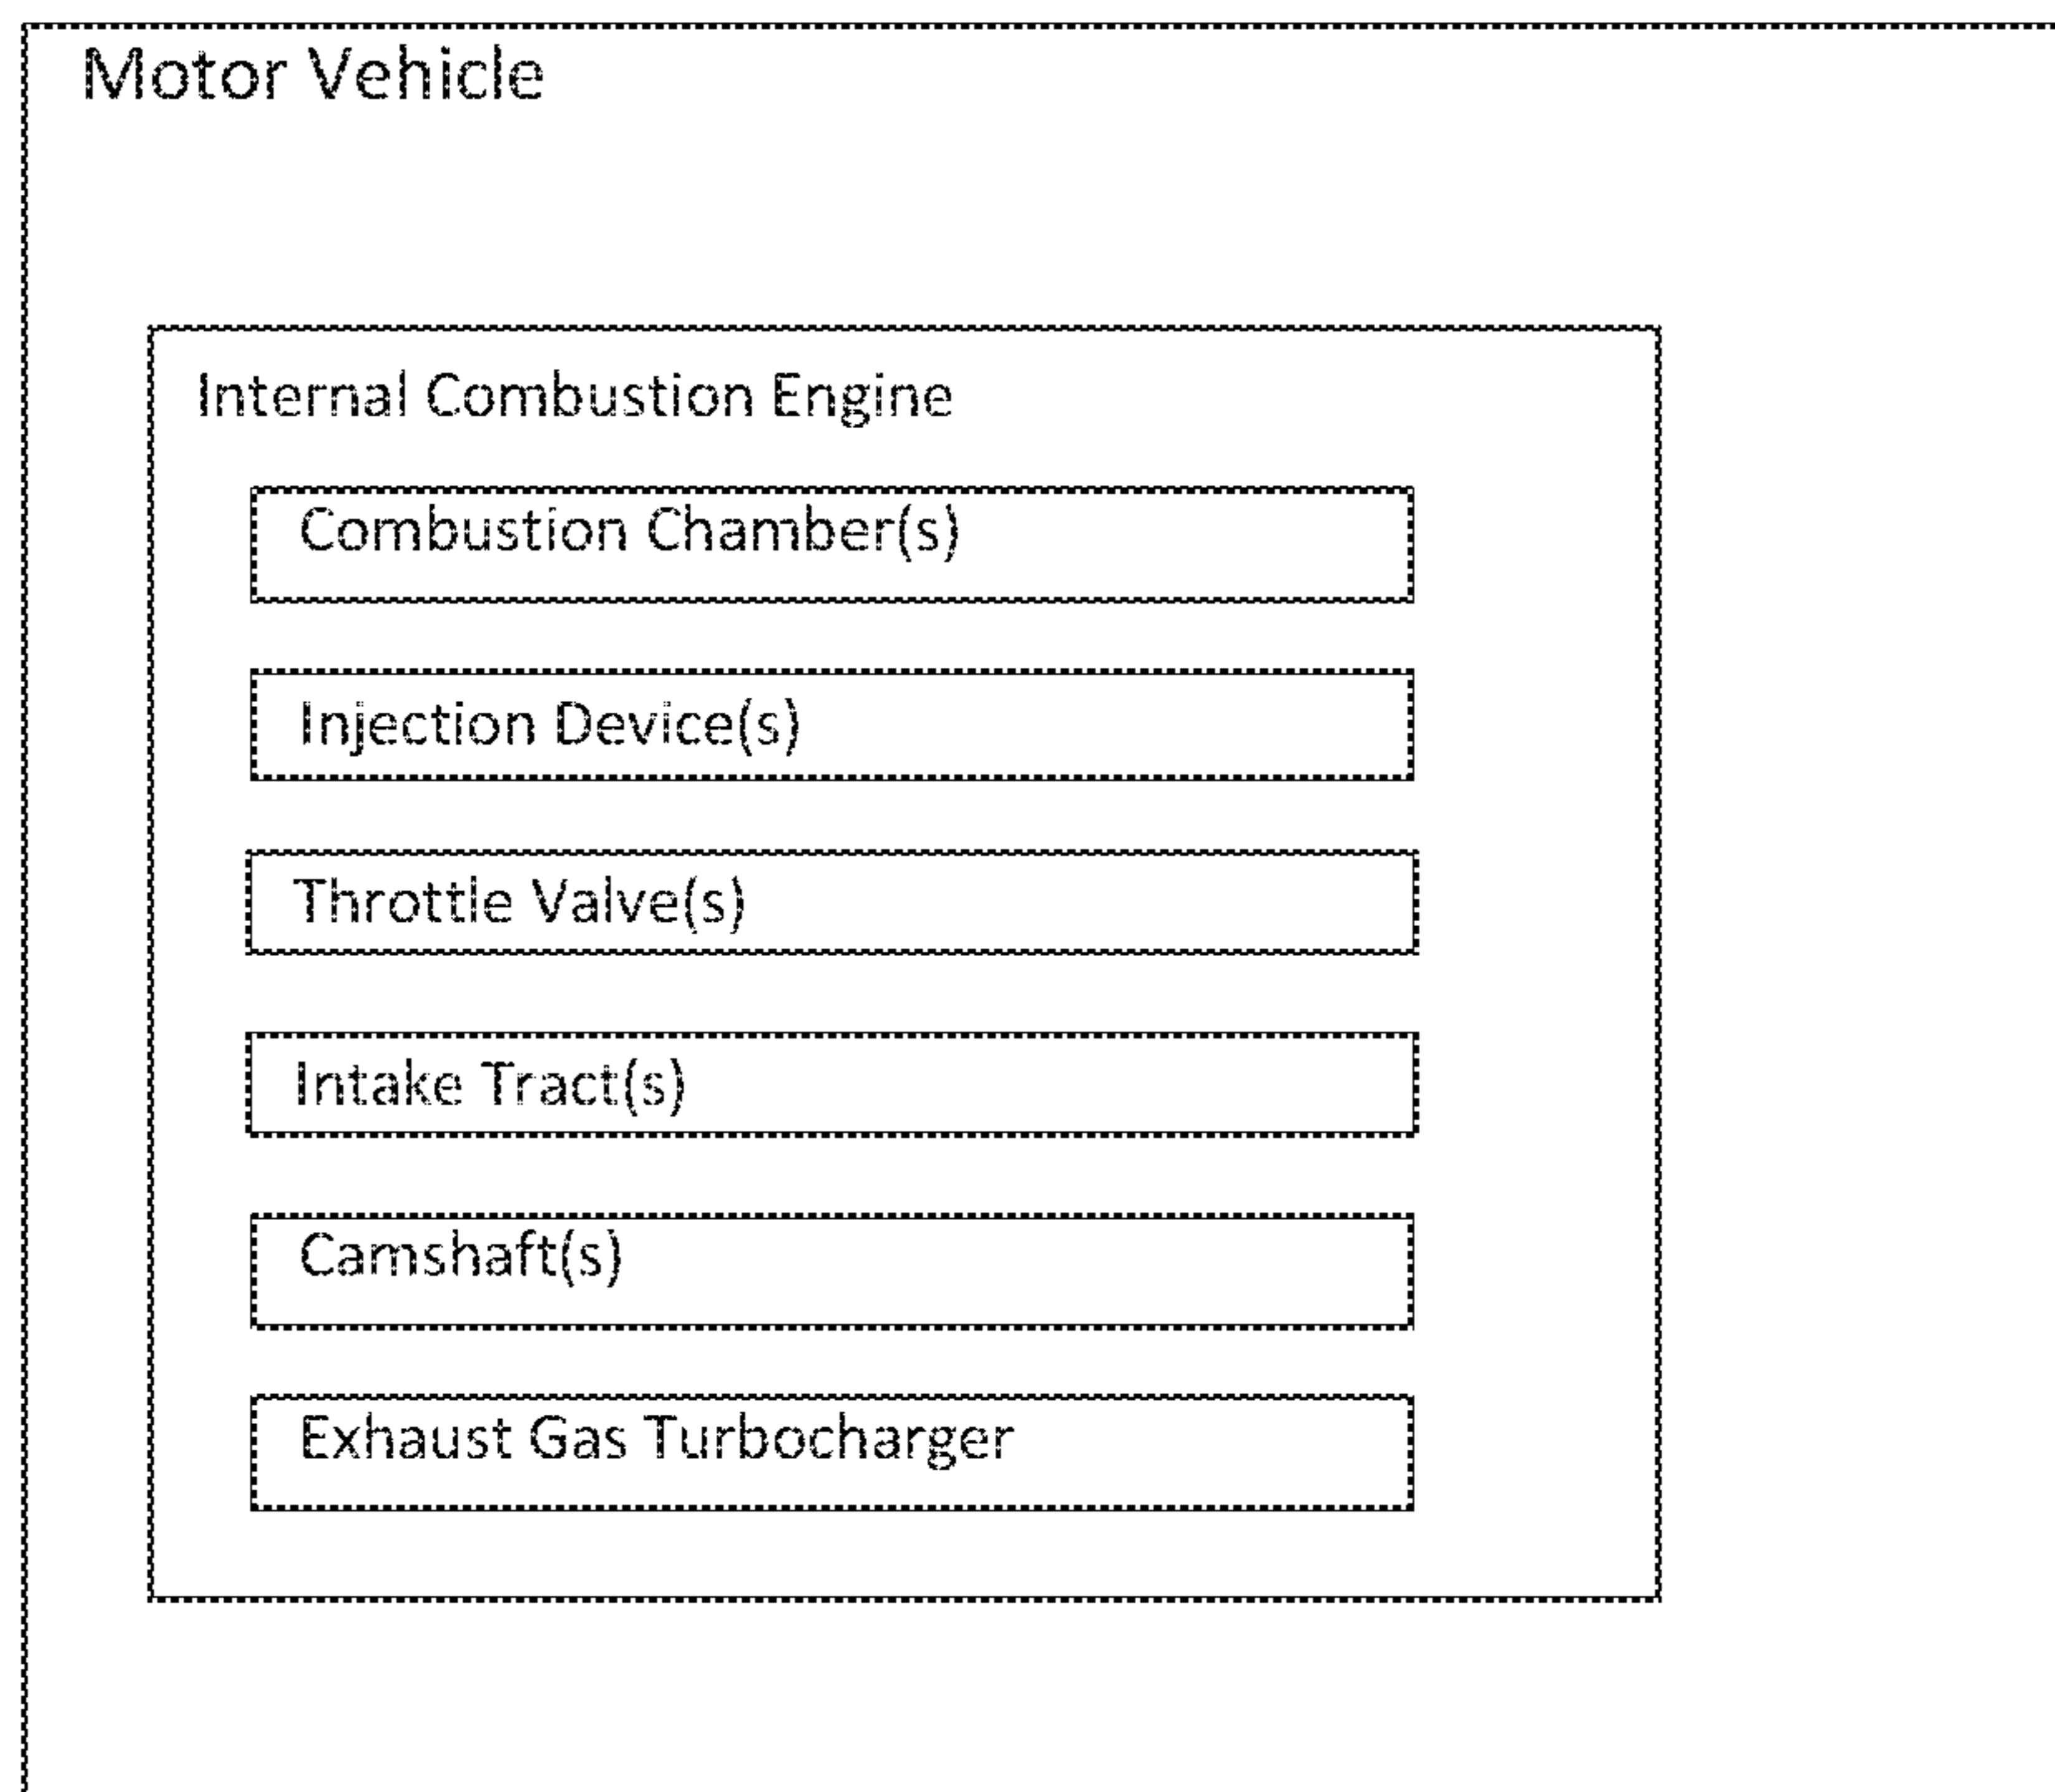 Motor Vehicle
Internal Combustion Engine
Combustion Chamber(s)
Injection Device(s)
Throttle Valve(s)
Intake Tract(s)
Camshaft(s)
Exhaust Gas Turbocharger